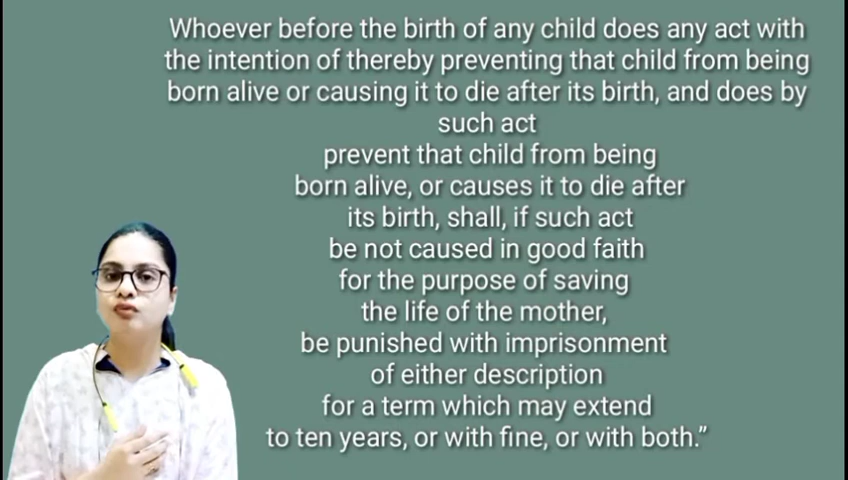 Whoever before the birth of any child does any act with
the intention of thereby preventing that child from being
born alive or causing it to die after its birth, and does by
such act
prevent that child from being
born alive, or causes it to die after
its birth, shall, if such act
be not caused in good faith
for the purpose of saving
the life of the mother,
be punished with imprisonment
of either description
for a term which may extend
to ten years, or with fine, or with both.”